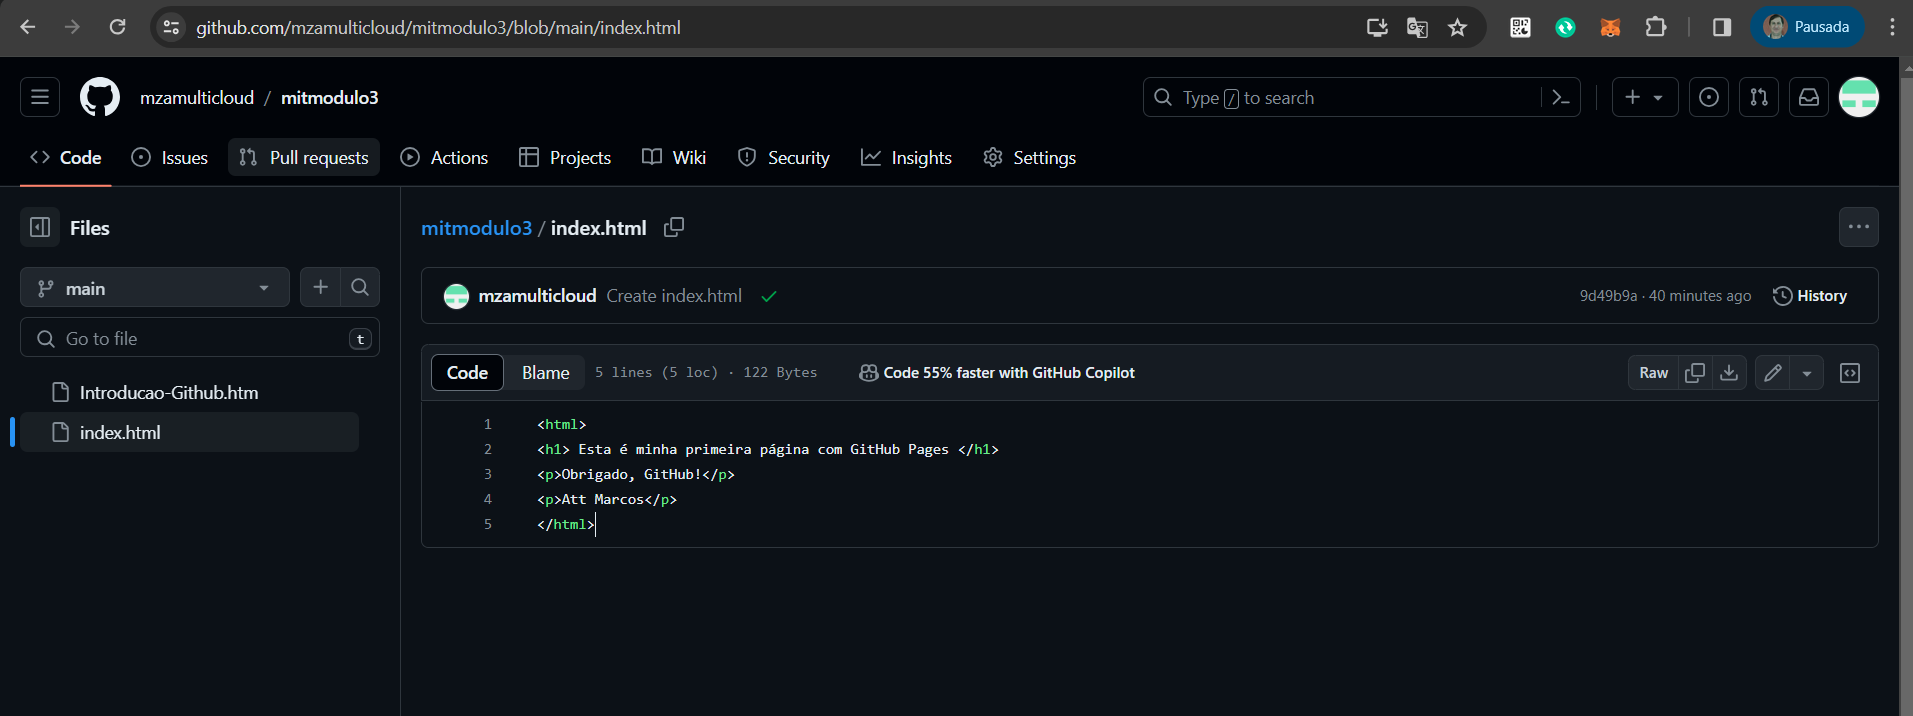 github.com/mzamulticloud/mitmodulo3/blob/main/index.html
Pausada
mzamulticloud / mitmodulo3
Type / to search
Code Issues Pull requests Actions Projects Wiki Security Insights Settings
Files
mitmodulo3 / index.html
main
mzamulticloud Create index.html
9d49b9a · 40 minutes ago
History
Go to file t
Code Blame 5 lines (5 loc) · 122 Bytes Code 55% faster with GitHub Copilot Raw
Introducao-Github.htm
index.html
1 <html>
2 <h1> Esta é minha primeira página com GitHub Pages </h1>
3 <p>Obrigado, GitHub!</p>
4 <p>Att Marcos</p>
5 </html>